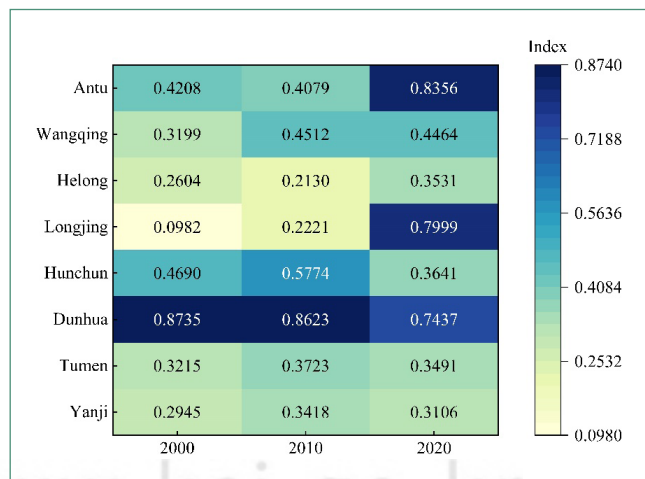 Index
Antu 0.4208 0.4079 0.8356
Wangqing 0.3199 0.4512 0.4464
Helong 0.2604 0.2130 0.3531
Longjing 0.0982 0.2221 0.7999
Hunchun 0.4690 0.5774 0.3641
Dunhua 0.8735 0.8623 0.7437
Tumen 0.3215 0.3723 0.3491
Yanji 0.2945 0.3418 0.3106
2000 2010 2020
0.8740
0.7188
0.5636
0.4084
0.2532
0.0980